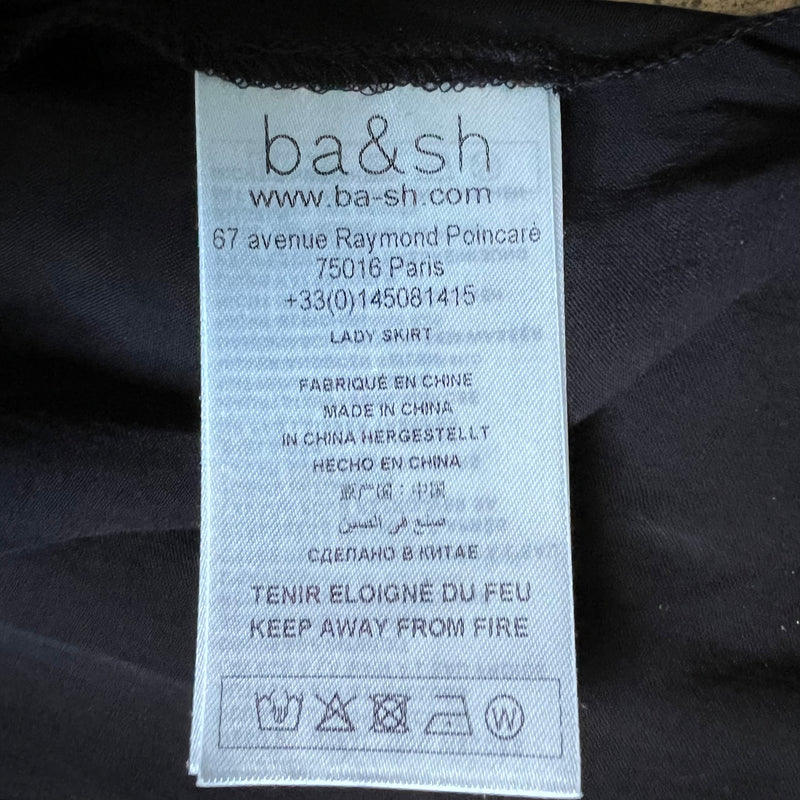 ba&sh
www.ba-sh.com
67 avenue Raymond Poincaré
75016 Paris
+33(0)145081415
LADY SKIRT
FABRIQUE EN CHINE
MADE IN CHINA
IN CHINA HERGESTELLT
HECHO EN CHINA
原产国：中国
صنع في الصين
СДЕЛАНО В КИТАЕ
TENIR ELOIGNÉ DU FEU
KEEP AWAY FROM FIRE
W